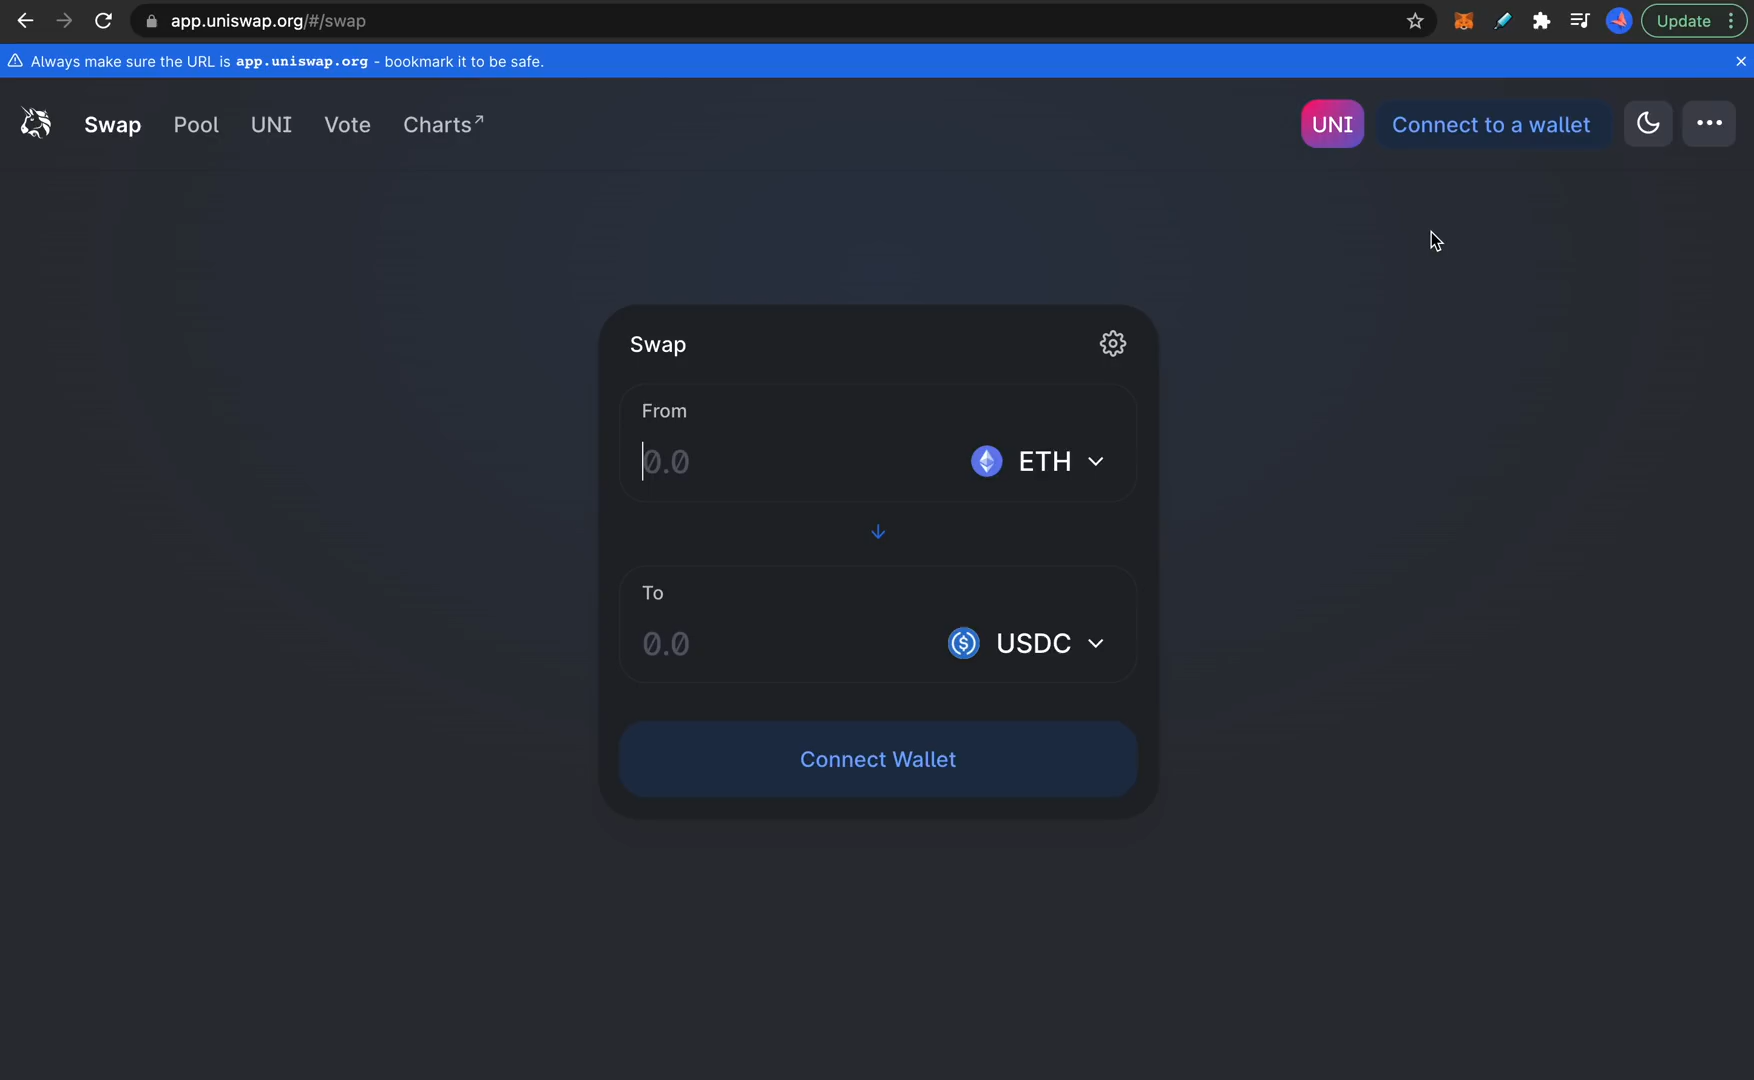 app.uniswap.org/#/swap
Update
Always make sure the URL is app.uniswap.org - bookmark it to be safe.
Swap Pool UNI Vote Charts↗ UNI Connect to a wallet
Swap
From
0.0 ETH
To
0.0 USDC
Connect Wallet